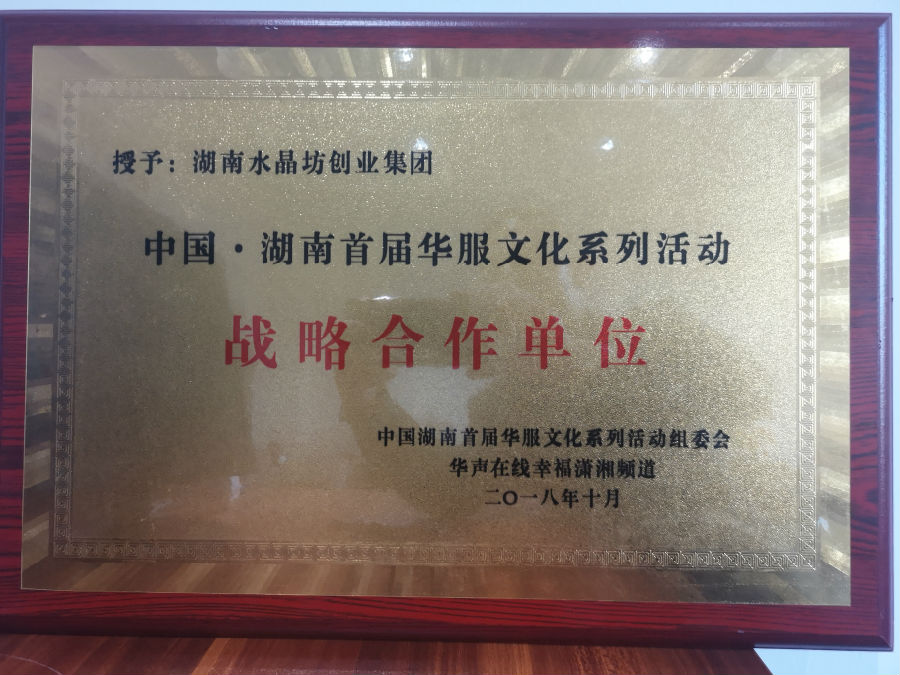 授予：湖南水晶坊创业集团
中国·湖南首届华服文化系列活动
战略合作单位
中国湖南首届华服文化系列活动组委会
华声在线幸福潇湘频道
二〇一八年十月